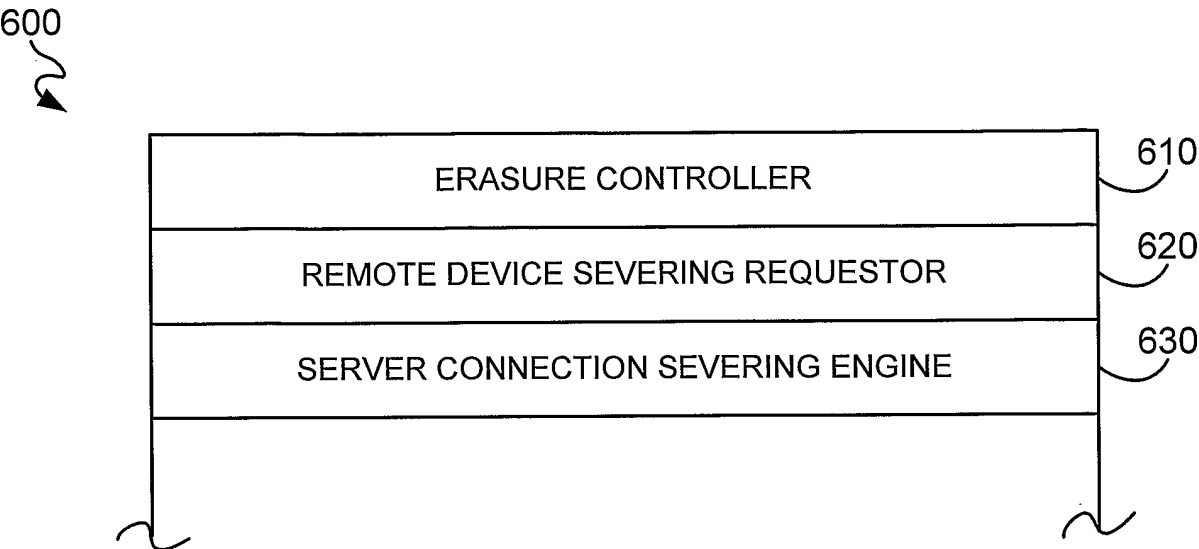 600
ERASURE CONTROLLER
610
REMOTE DEVICE SEVERING REQUESTOR
620
SERVER CONNECTION SEVERING ENGINE
630